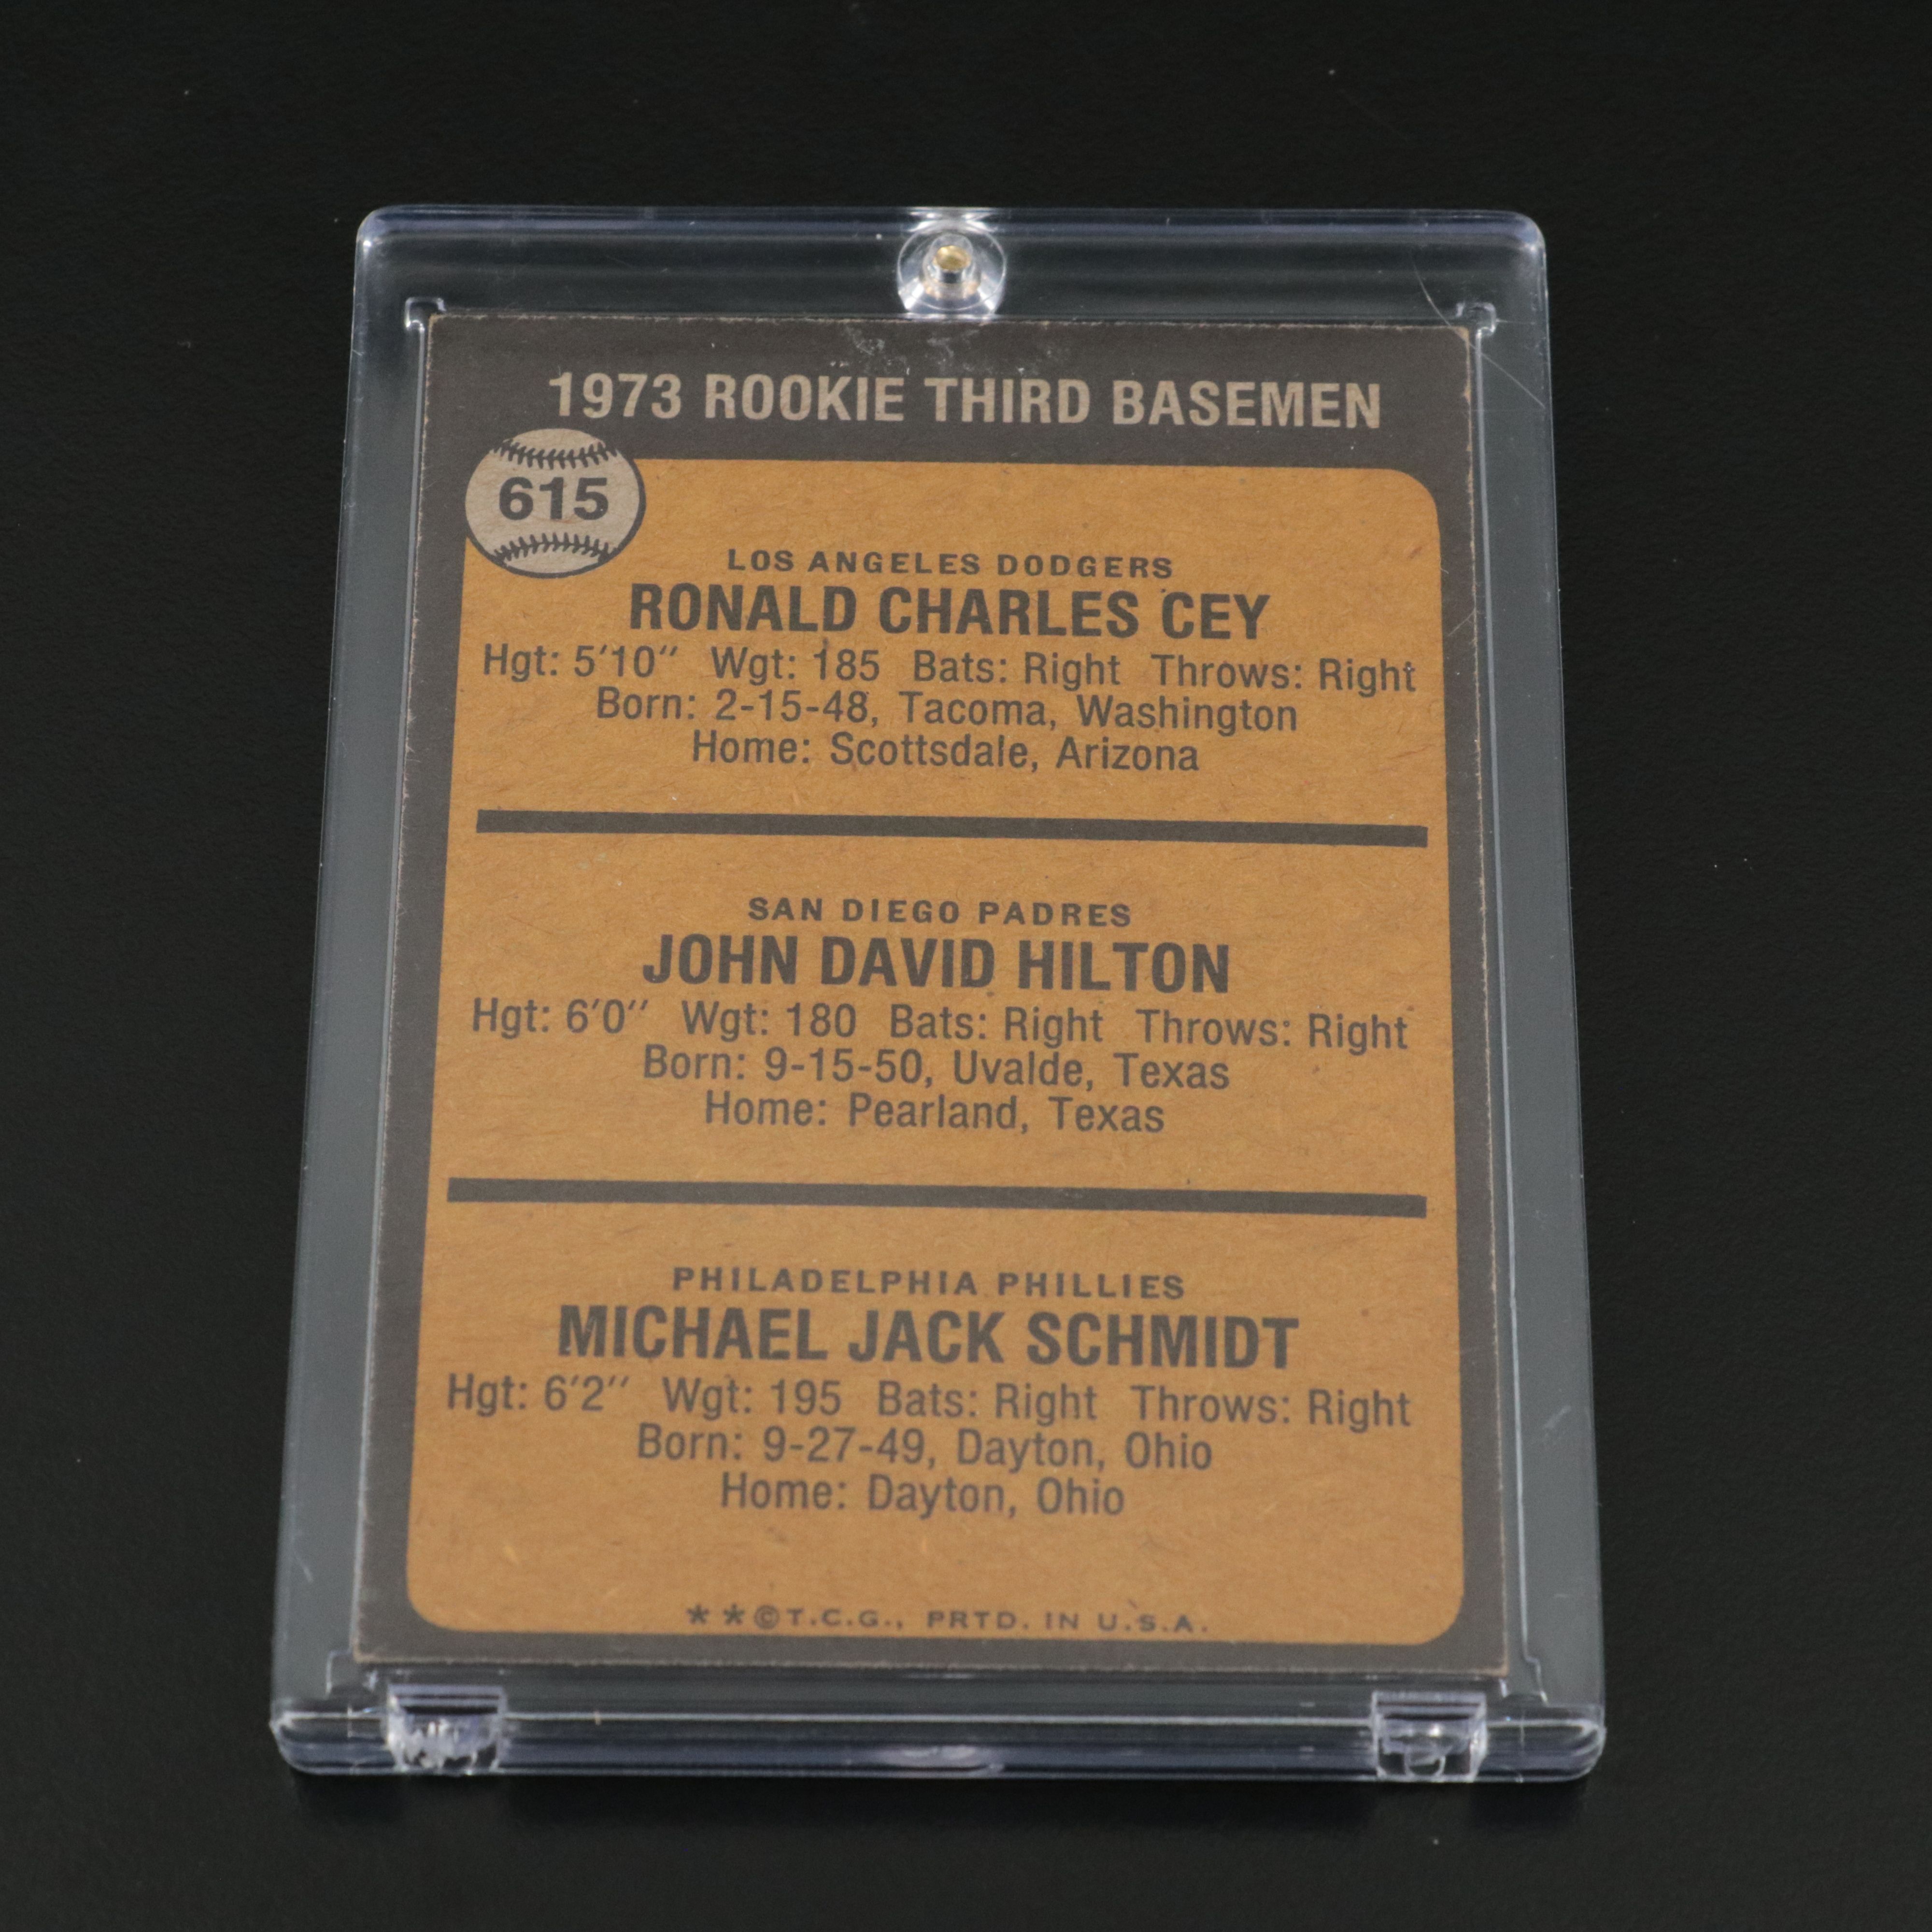 1973 ROOKIE THIRD BASEMEN
615
LOS ANGELES DODGERS
RONALD CHARLES CEY
Hgt: 5'10" Wgt: 185 Bats: Right Throws: Right
Born: 2-15-48, Tacoma, Washington
Home: Scottsdale, Arizona
SAN DIEGO PADRES
JOHN DAVID HILTON
Hgt: 6'0" Wgt: 180 Bats: Right Throws: Right
Born: 9-15-50, Uvalde, Texas
Home: Pearland, Texas
PHILADELPHIA PHILLIES
MICHAEL JACK SCHMIDT
Hgt: 6'2" Wgt: 195 Bats: Right Throws: Right
Born: 9-27-49, Dayton, Ohio
Home: Dayton, Ohio
**©T.C.G., PRTD. IN U.S.A.